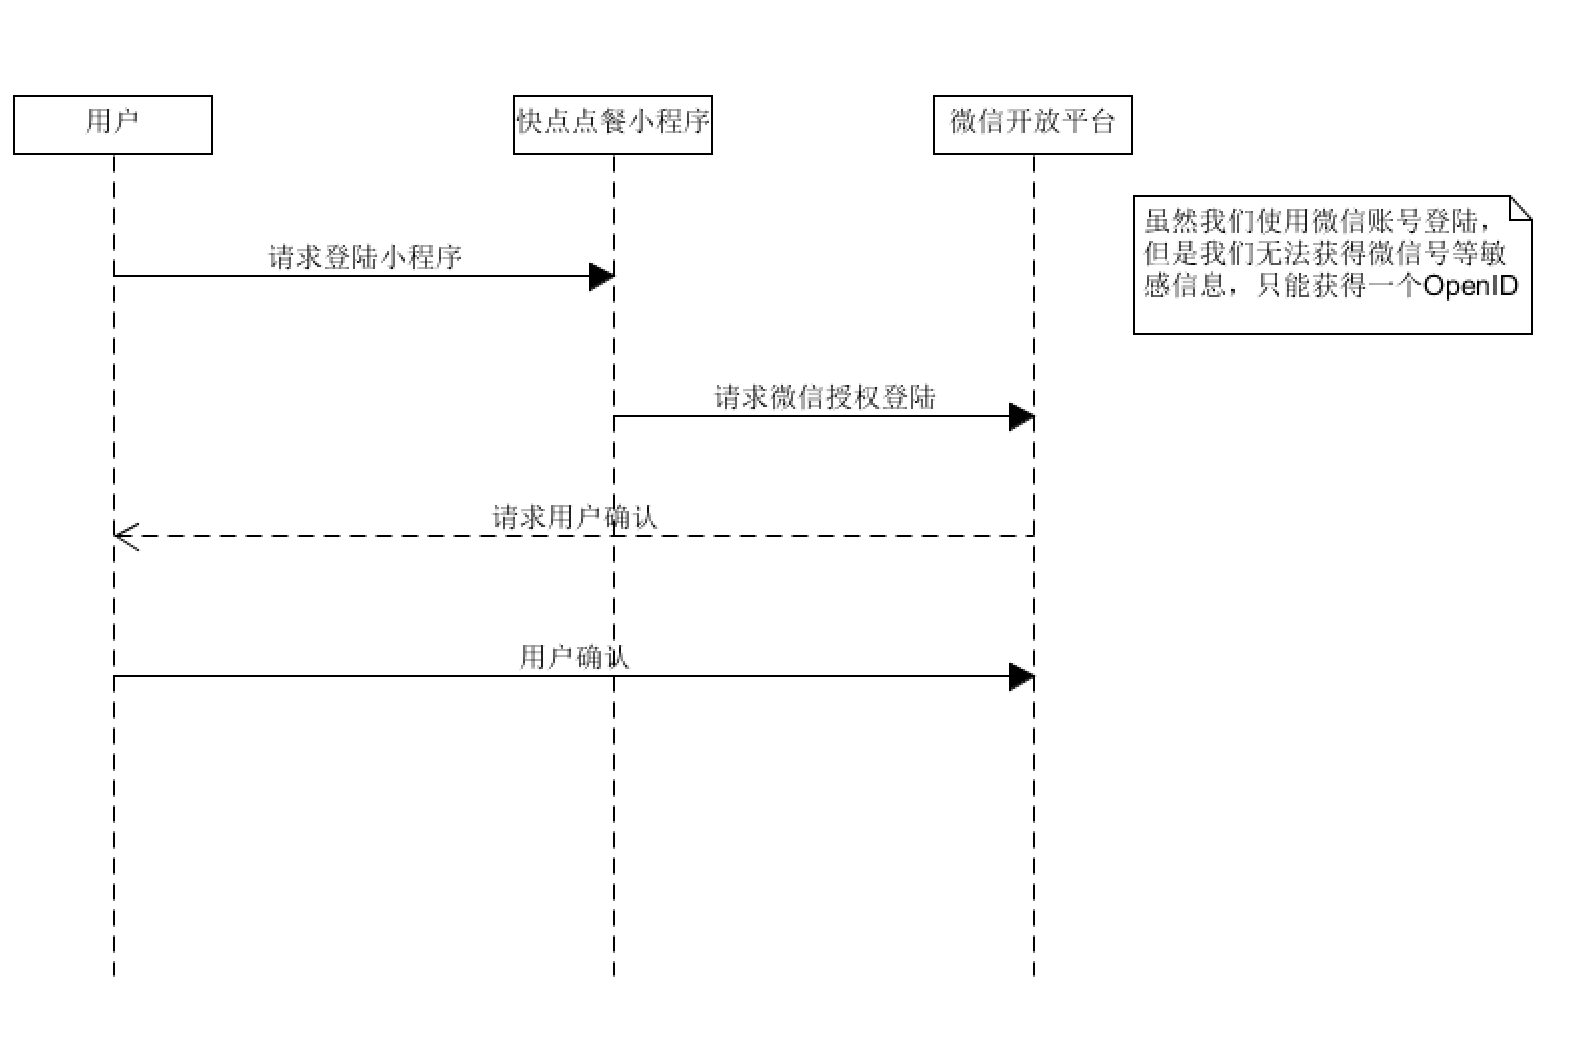 用户
快点点餐小程序
微信开放平台
虽然我们使用微信账号登陆，
但是我们无法获得微信号等敏
感信息，只能获得一个OpenID
请求登陆小程序
请求微信授权登陆
请求用户确认
用户确认